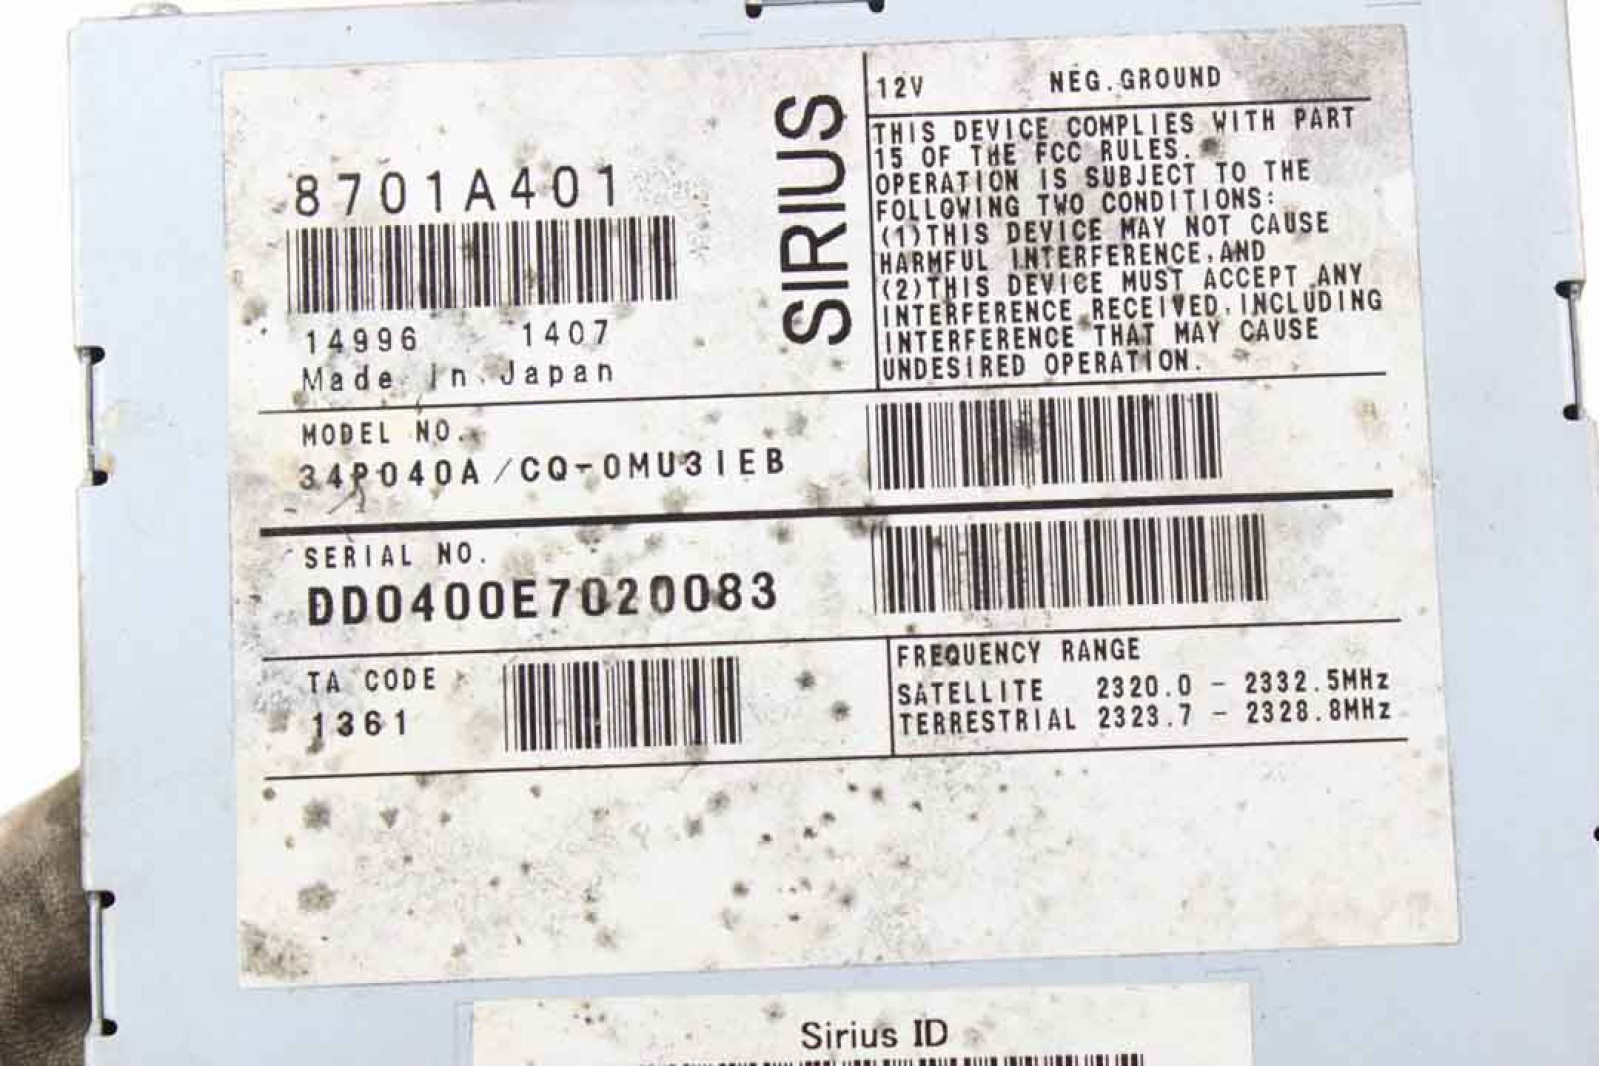 8701A401
14996 1407
Made in Japan
SIRIUS
12V NEG.GROUND
THIS DEVICE COMPLIES WITH PART
15 OF THE FCC RULES.
OPERATION IS SUBJECT TO THE
FOLLOWING TWO CONDITIONS:
(1)THIS DEVICE MAY NOT CAUSE
HARMFUL INTERFERENCE,AND
(2)THIS DEVICE MUST ACCEPT ANY
INTERFERENCE RECEIVED,INCLUDING
INTERFERENCE THAT MAY CAUSE
UNDESIRED OPERATION.
MODEL NO.
34P040A/CQ-0MU31EB
SERIAL NO.
DD0400E7020083
TA CODE
1361
FREQUENCY RANGE
SATELLITE 2320.0 - 2332.5MHz
TERRESTRIAL 2323.7 - 2328.8MHz
Sirius ID